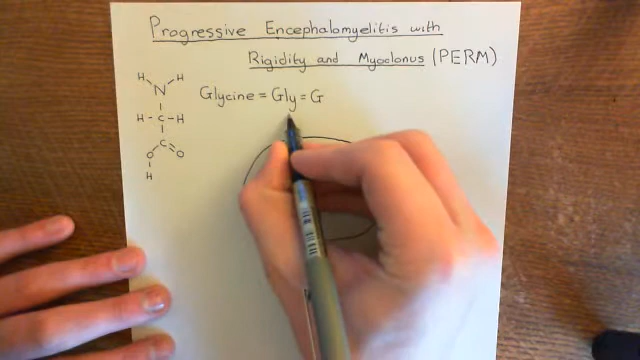 Progressive Encephalomyelitis with
Rigidity and Myoclonus (PERM)
H H
N
Glycine = Gly = G
H - C - H
C
O O
H